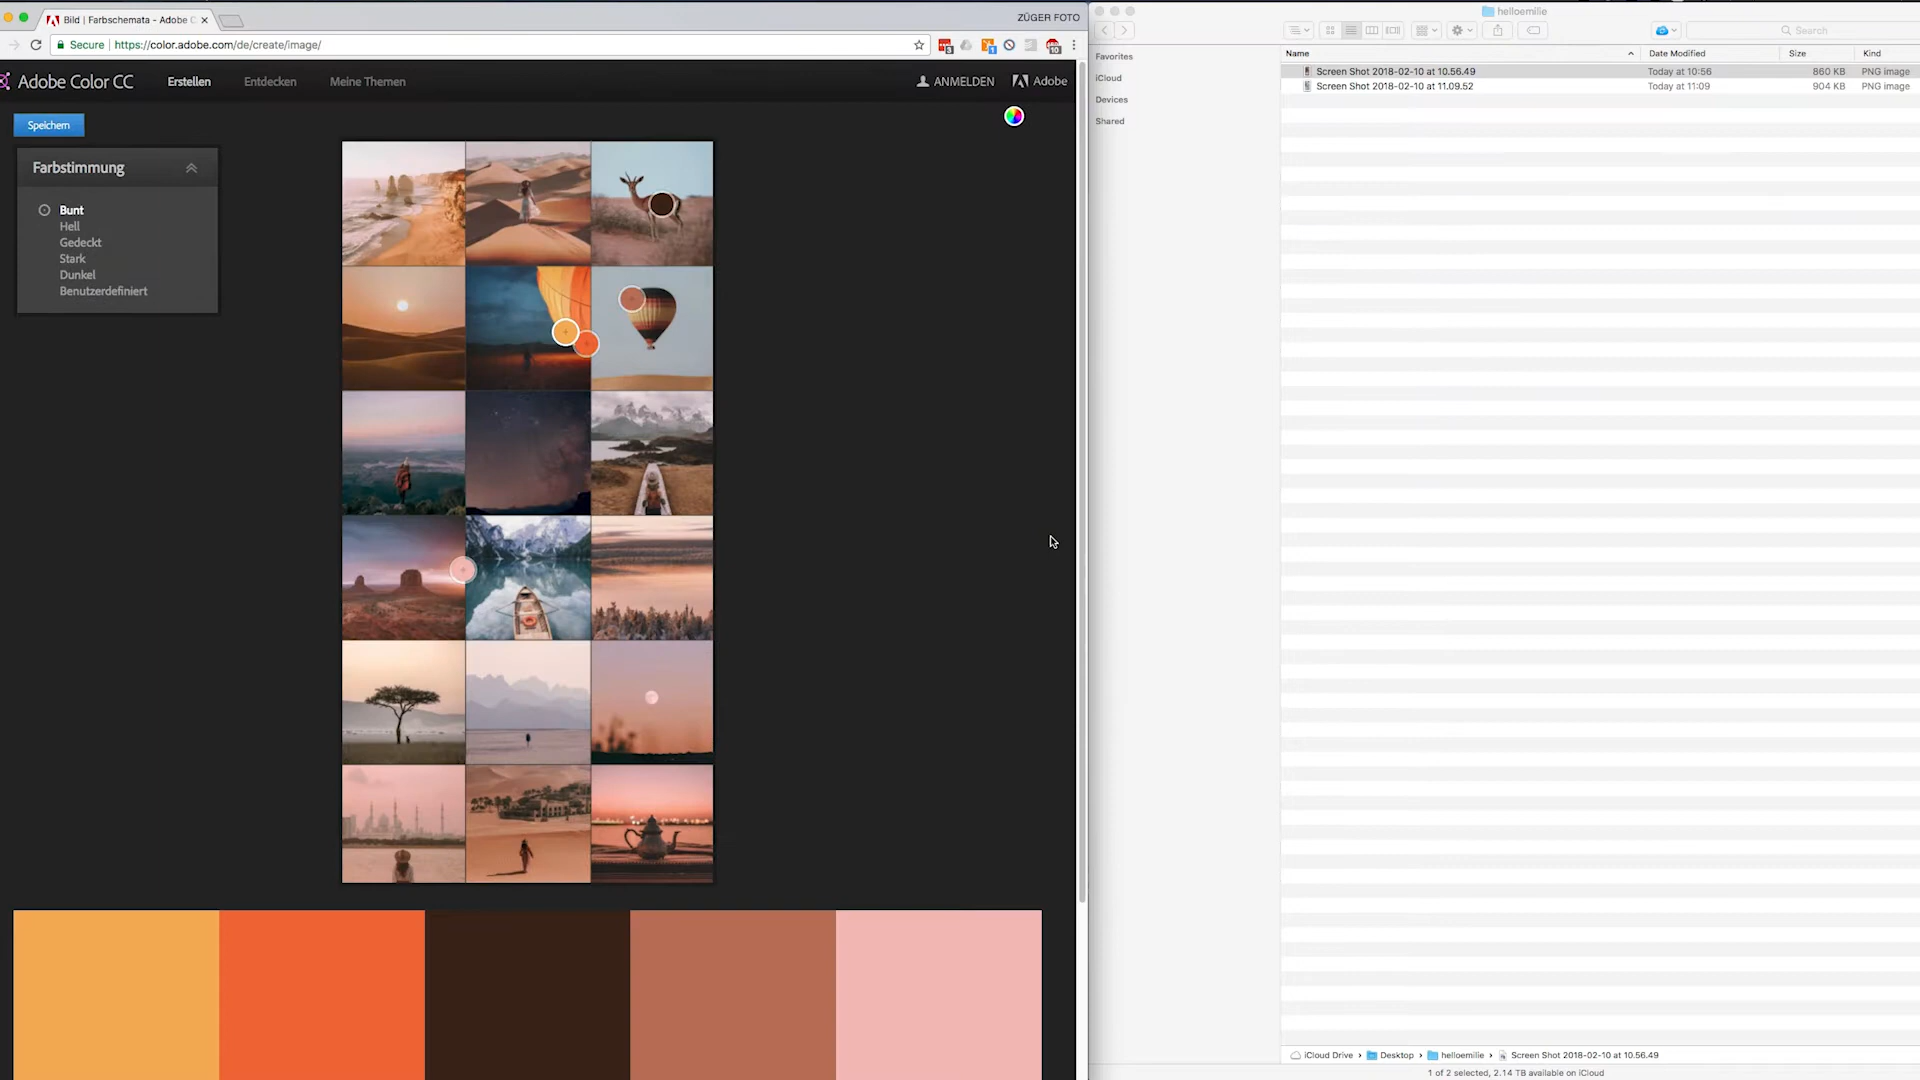 Bild | Farbschemata - Adobe C
ZÜGER FOTO
Secure
https://color.adobe.com/de/create/image/
Adobe Color CC
Erstellen
Entdecken
Meine Themen
ANMELDEN
Adobe
Speichern
Farbstimmung
Bunt
Hell
Gedeckt
Stark
Dunkel
Benutzerdefiniert
helloemilie
Search
Favorites
iCloud
Devices
Shared
Name Date Modified Size Kind
Screen Shot 2018-02-10 at 10.56.49 Today at 10:56 860 KB PNG image
Screen Shot 2018-02-10 at 11.09.52 Today at 11:09 904 KB PNG image
iCloud Drive › Desktop › helloemilie › Screen Shot 2018-02-10 at 10.56.49
1 of 2 selected, 2.14 TB available on iCloud